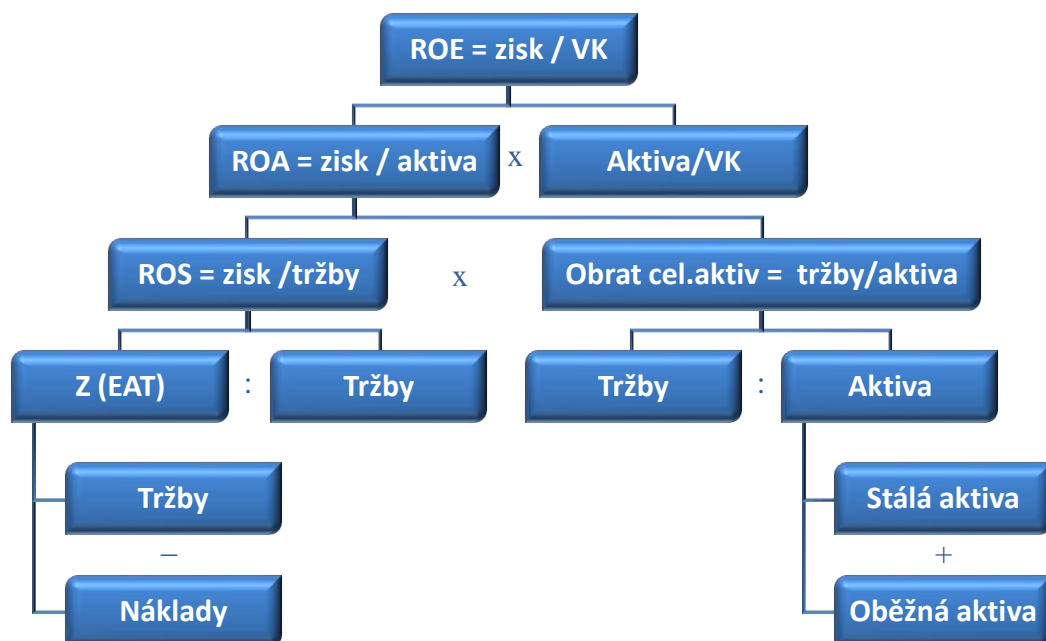 ROE = zisk / VK
ROA = zisk / aktiva x Aktiva/VK
ROS = zisk /tržby x Obrat cel.aktiv = tržby/aktiva
Z (EAT) : Tržby Tržby : Aktiva
Tržby Stálá aktiva
– +
Náklady Oběžná aktiva